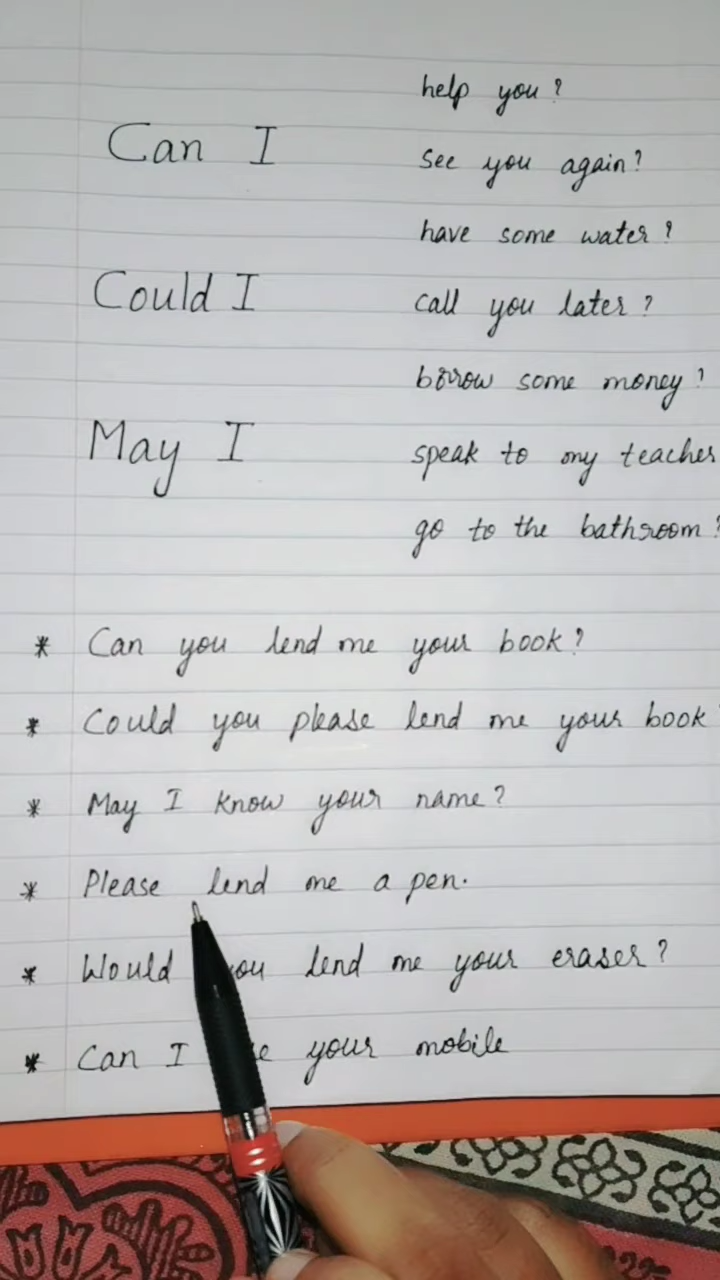 help you?
Can I
see you again?
have some water?
Could I
call you later?
borrow some money?
May I
speak to my teacher
go to the bathroom?
* Can you lend me your book?
* Could you please lend me your book
* May I know your name?
* Please lend me a pen.
* Would you lend me your eraser?
* Can I your mobile